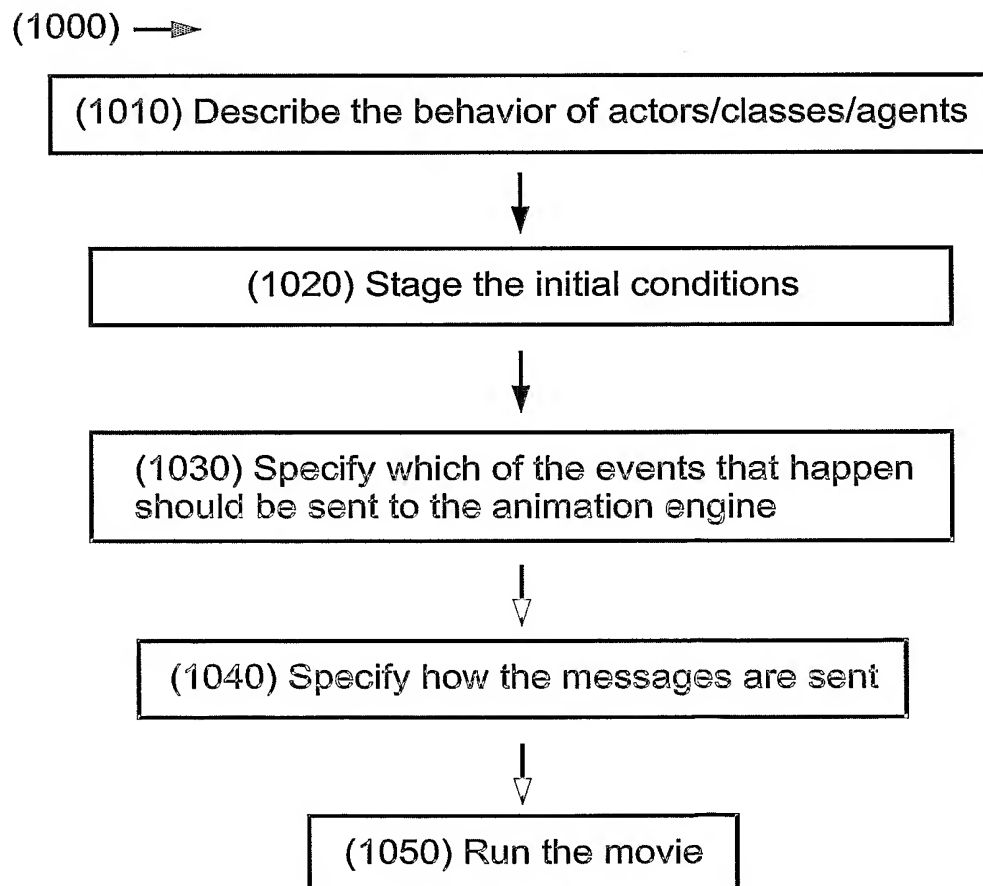 (1000)
(1010) Describe the behavior of actors/classes/agents
(1020) Stage the initial conditions
(1030) Specify which of the events that happen
should be sent to the animation engine
(1040) Specify how the messages are sent
(1050) Run the movie